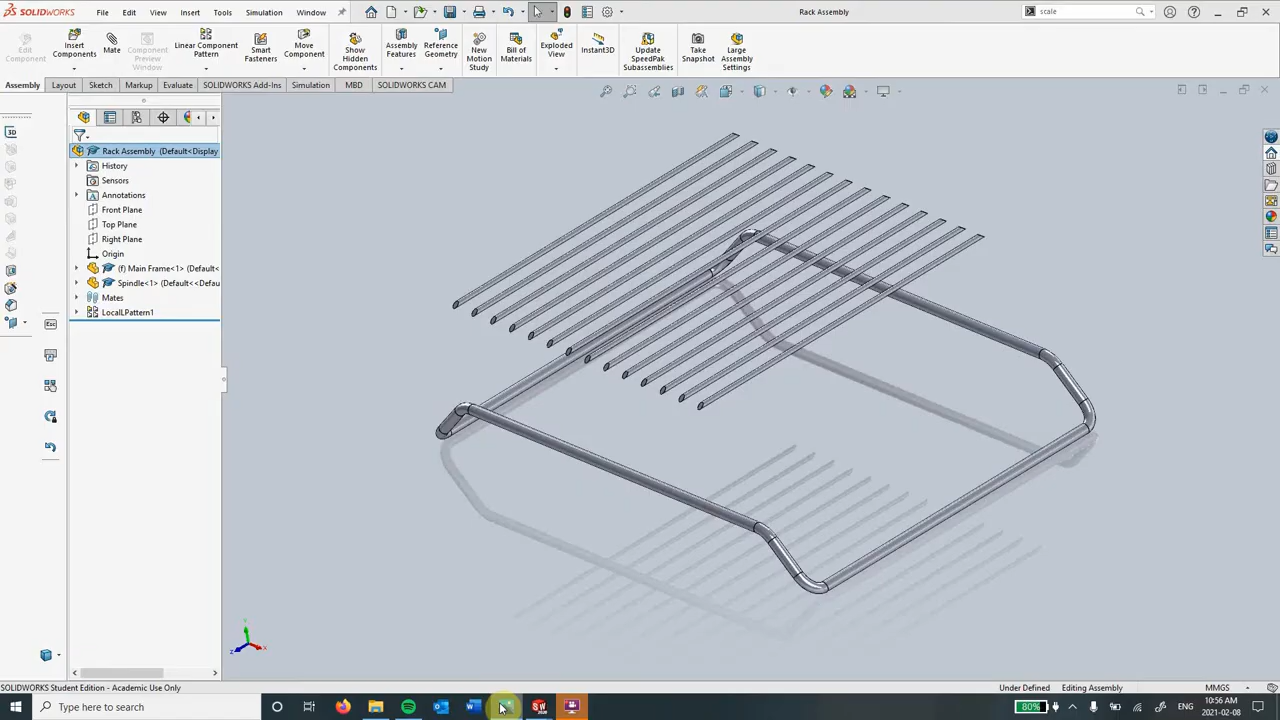 SOLIDWORKS File Edit View Insert Tools Simulation Window Rack Assembly scale
Edit Component
Insert Components
Mate
Component Preview Window
Linear Component Pattern
Smart Fasteners
Move Component
Show Hidden Components
Assembly Features
Reference Geometry
New Motion Study
Bill of Materials
Exploded View
Instant3D
Update SpeedPak Subassemblies
Take Snapshot
Large Assembly Settings
Assembly Layout Sketch Markup Evaluate SOLIDWORKS Add-Ins Simulation MBD SOLIDWORKS CAM
Rack Assembly (Default<Display
History
Sensors
Annotations
Front Plane
Top Plane
Right Plane
Origin
(f) Main Frame<1> (Default<
Spindle<1> (Default<<Defau
Mates
LocalLPattern1
Esc
SOLIDWORKS Student Edition - Academic Use Only Under Defined Editing Assembly MMGS
Type here to search 80% 10:56 AM
2021-02-08